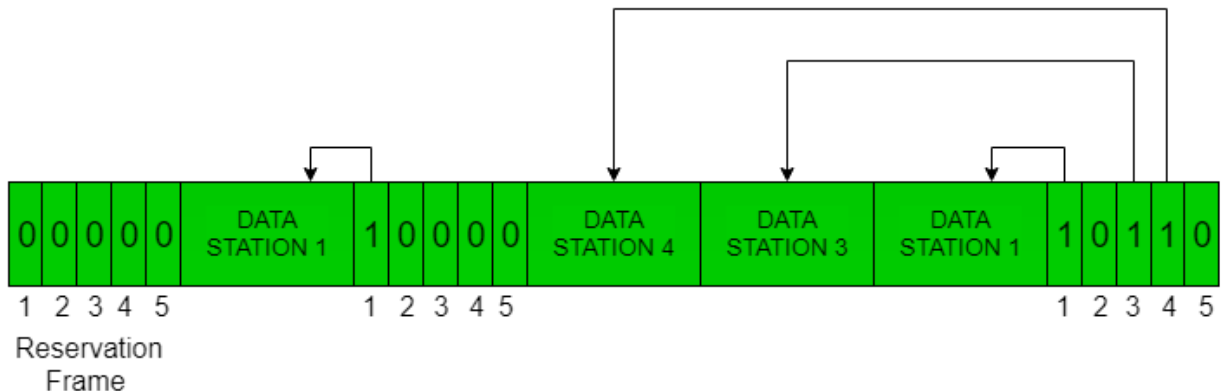 0 0 0 0 0 DATA STATION 1 1 0 0 0 0 DATA STATION 4 DATA STATION 3 DATA STATION 1 1 0 1 1 0
1 2 3 4 5 1 2 3 4 5 1 2 3 4 5
Reservation
Frame